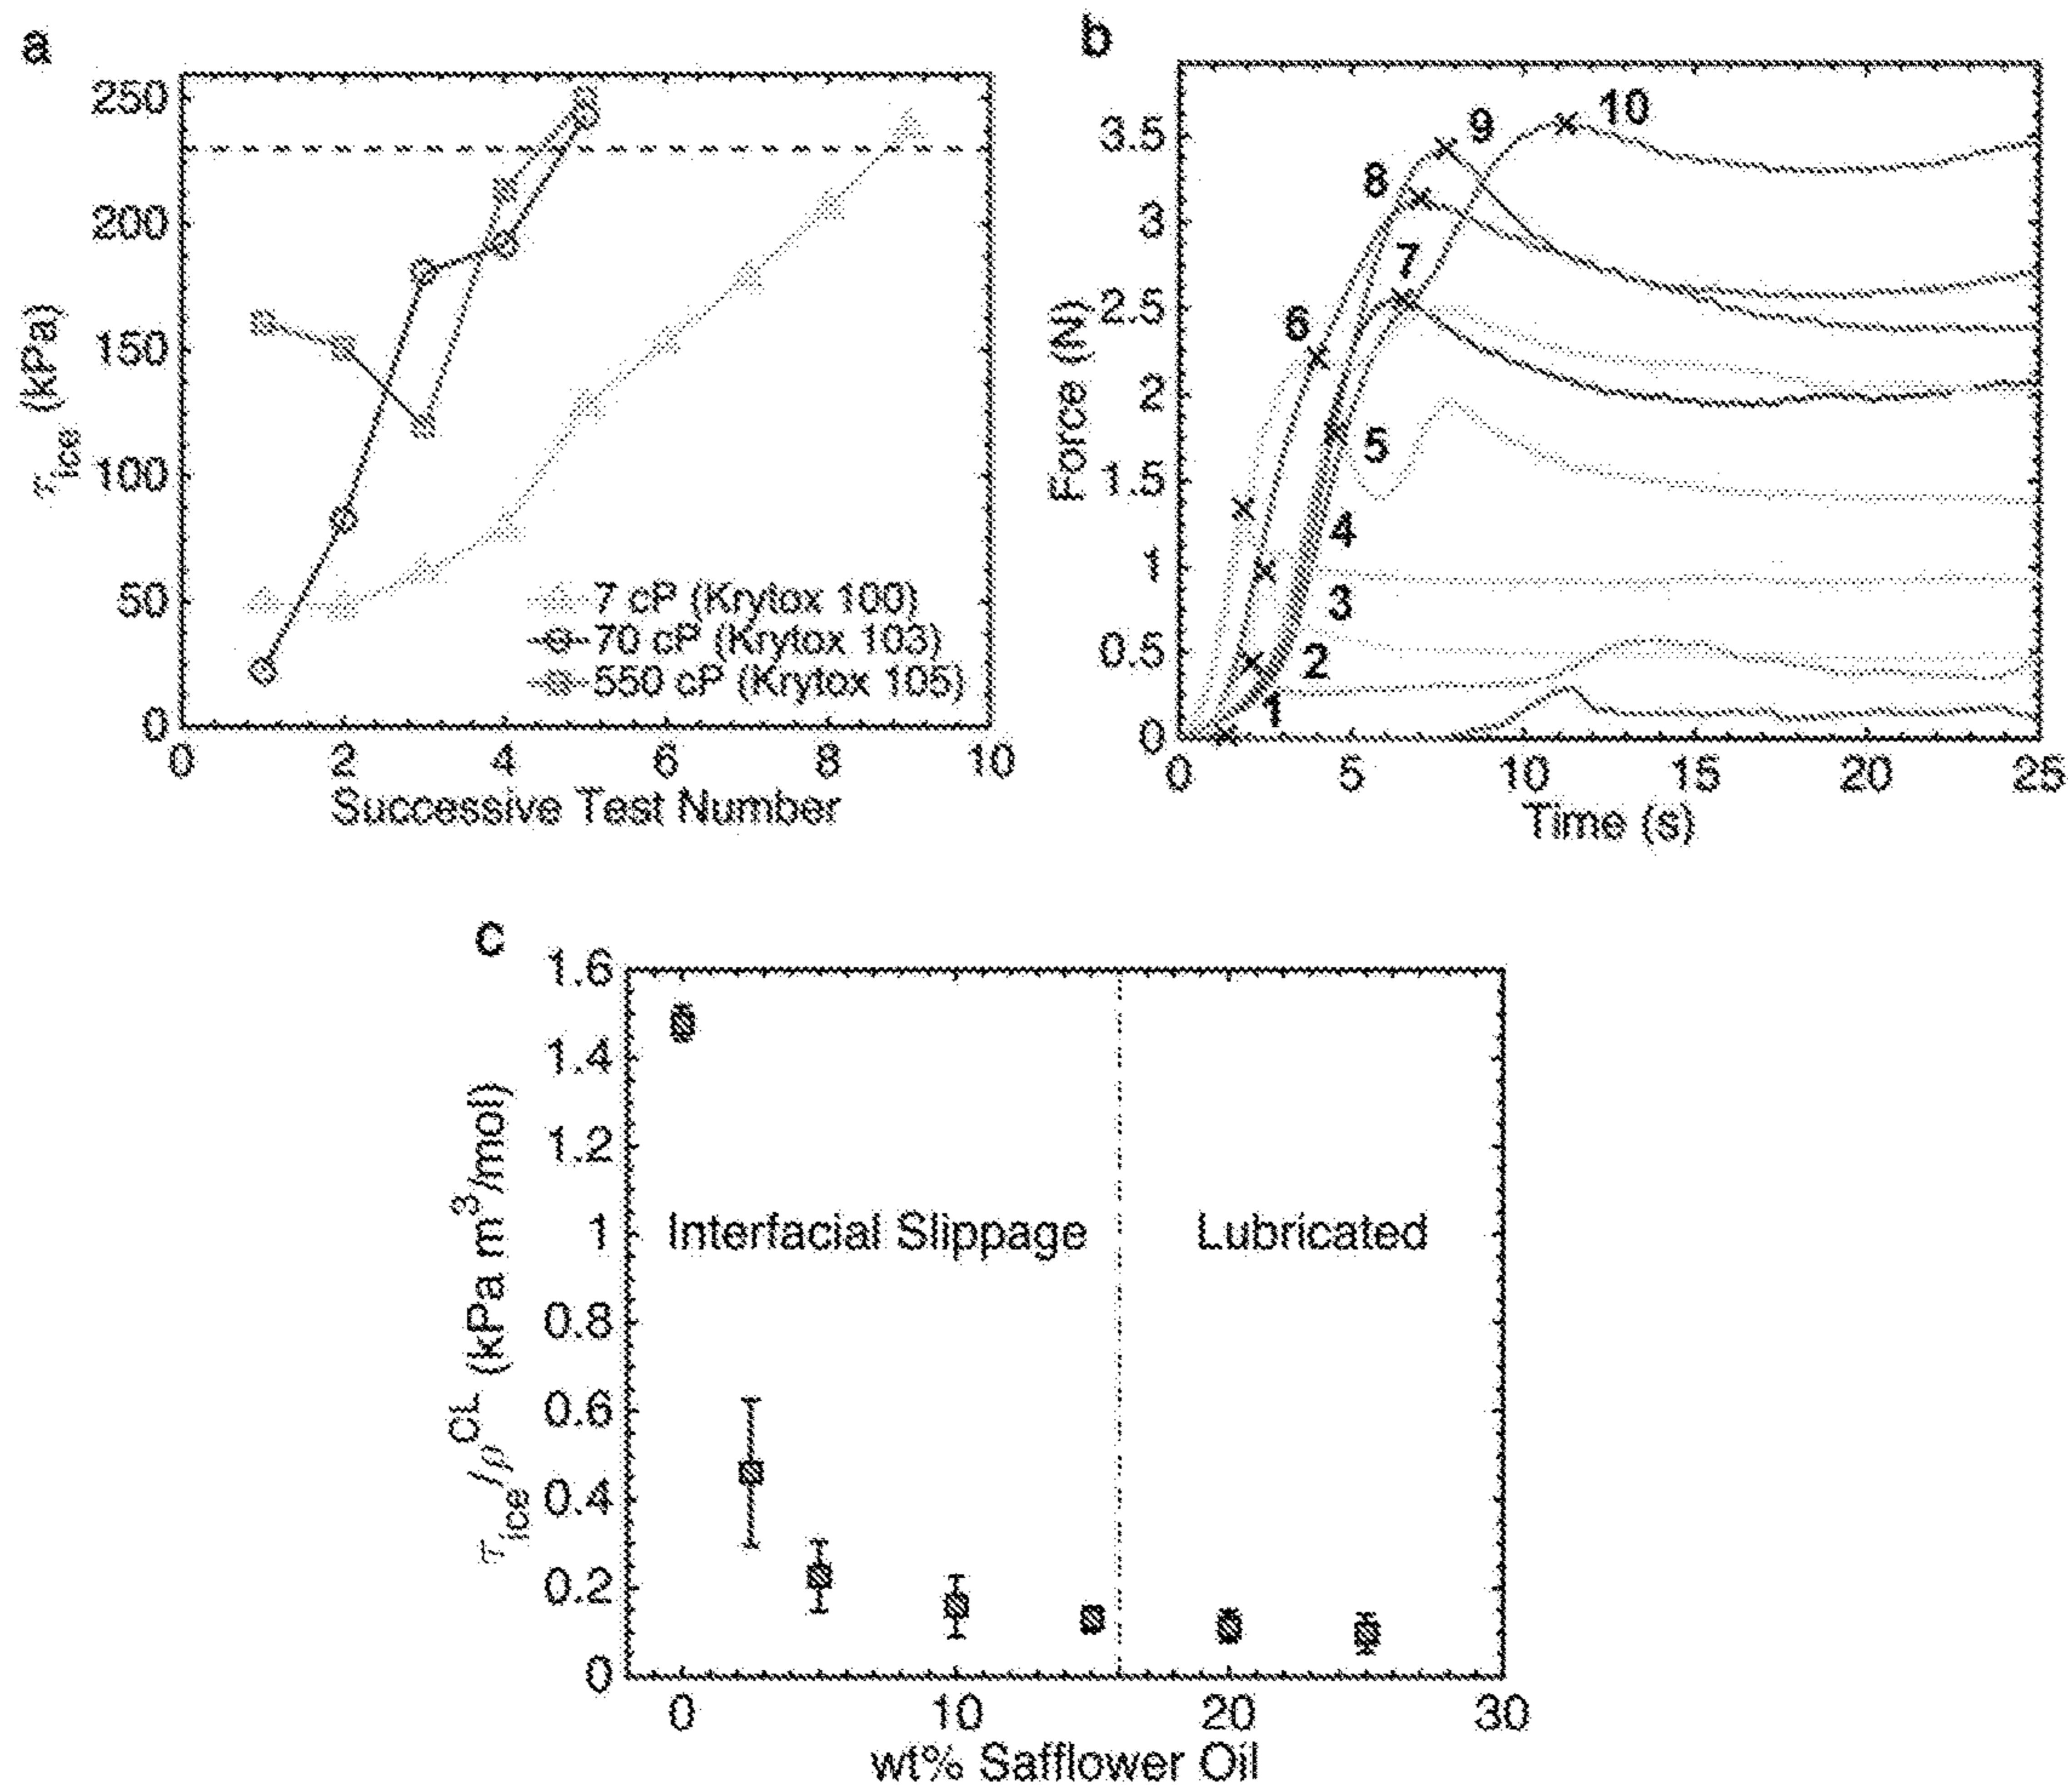 a
250
200
150
100
50
0
τice (kPa)
0 2 4 6 8 10
Successive Test Number
7 cP (Krytox 100)
70 cP (Krytox 103)
550 cP (Krytox 105)
b
3.5
3
2.5
2
1.5
1
0.5
0
Force (N)
1
2
3
4
5
6
7
8
9
10
0 5 10 15 20 25
Time (s)
c
1.6
1.4
1.2
1
0.8
0.6
0.4
0.2
0
τice/ρCL (kPa m3/mol)
Interfacial Slippage
Lubricated
0 10 20 30
wt% Safflower Oil